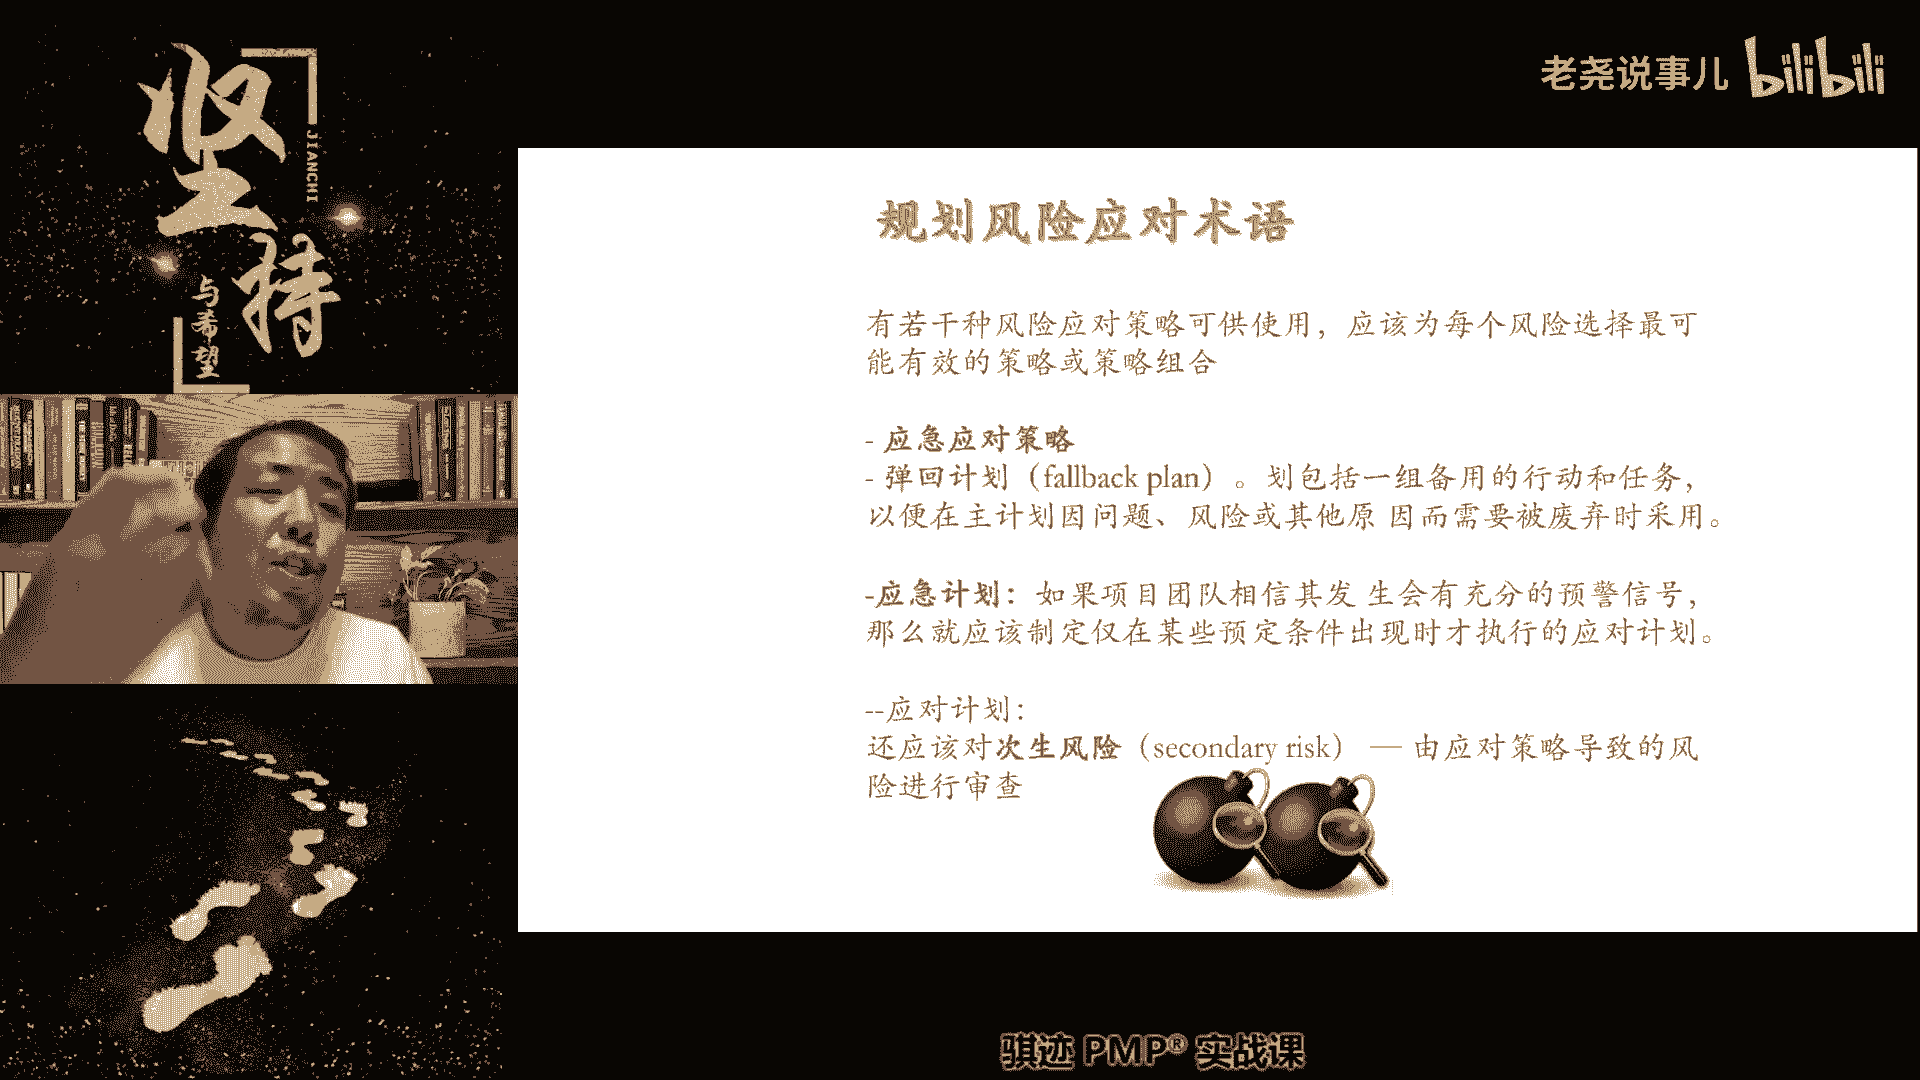 坚持
JIANCHI
与希望
老尧说事儿 bilibili
规划风险应对术语
有若干种风险应对策略可供使用，应该为每个风险选择最可
能有效的策略或策略组合
- 应急应对策略
- 弹回计划（fallback plan）。划包括一组备用的行动和任务，
以便在主计划因问题、风险或其他原 因而需要被废弃时采用。
-应急计划：如果项目团队相信其发 生会有充分的预警信号，
那么就应该制定仅在某些预定条件出现时才执行的应对计划。
--应对计划：
还应该对次生风险（secondary risk） — 由应对策略导致的风
险进行审查
骐迹 PMP® 实战课